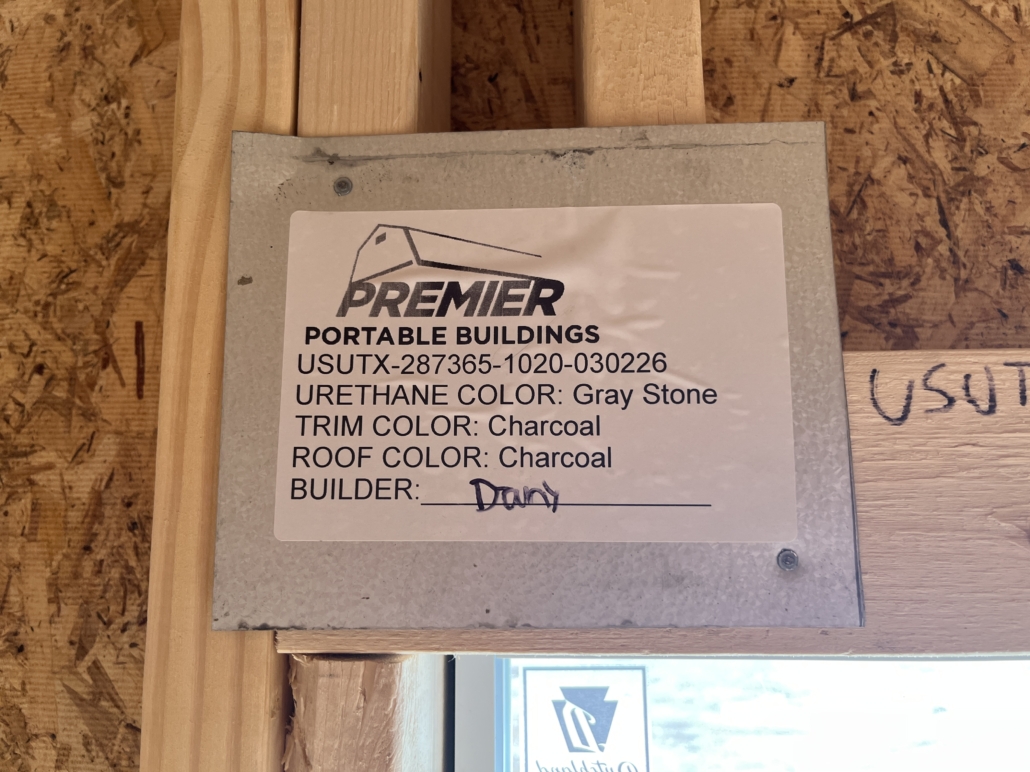 PREMIER
PORTABLE BUILDINGS
USUTX-287365-1020-030226
URETHANE COLOR: Gray Stone
TRIM COLOR: Charcoal
ROOF COLOR: Charcoal
BUILDER: Dany
USUT